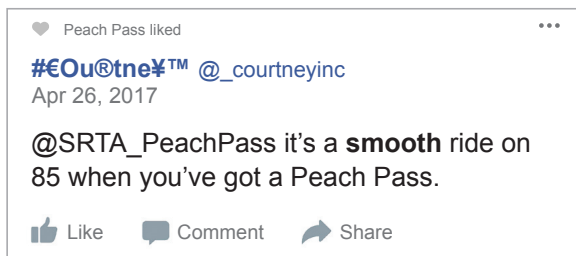 Peach Pass liked
#€Ou®tne¥™ @_courtneyinc
Apr 26, 2017
@SRTA_PeachPass it’s a smooth ride on
85 when you’ve got a Peach Pass.
Like Comment Share